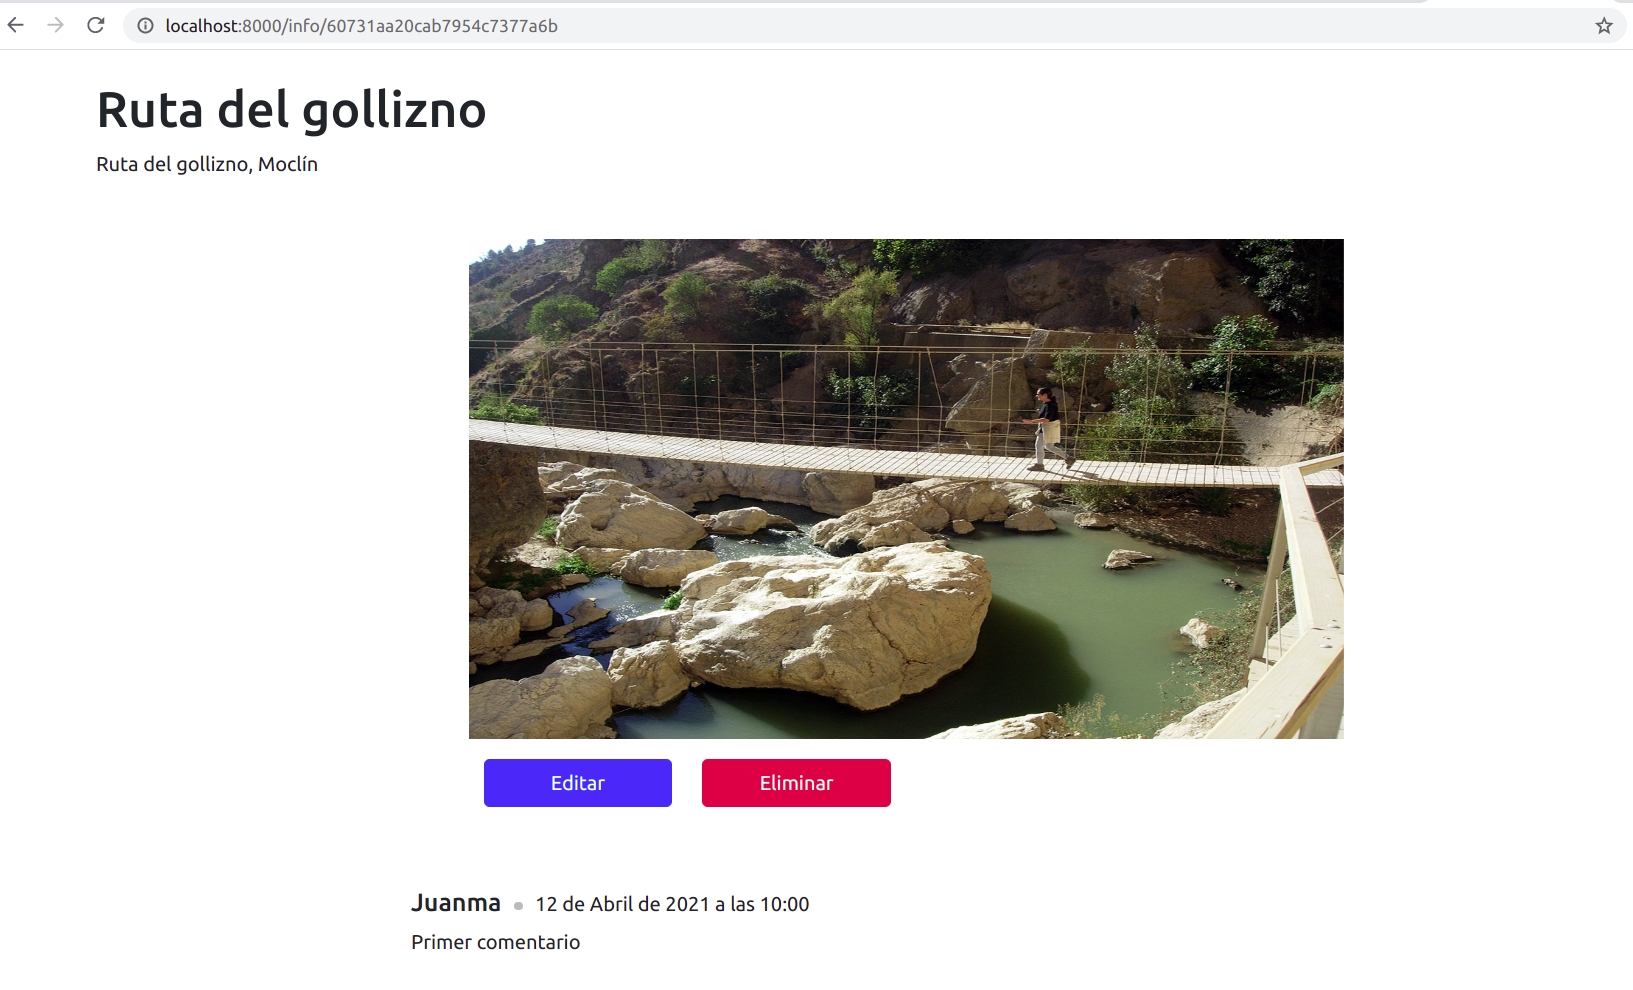 localhost:8000/info/60731aa20cab7954c7377a6b
Ruta del gollizno
Ruta del gollizno, Moclín
Editar
Eliminar
Juanma
12 de Abril de 2021 a las 10:00
Primer comentario